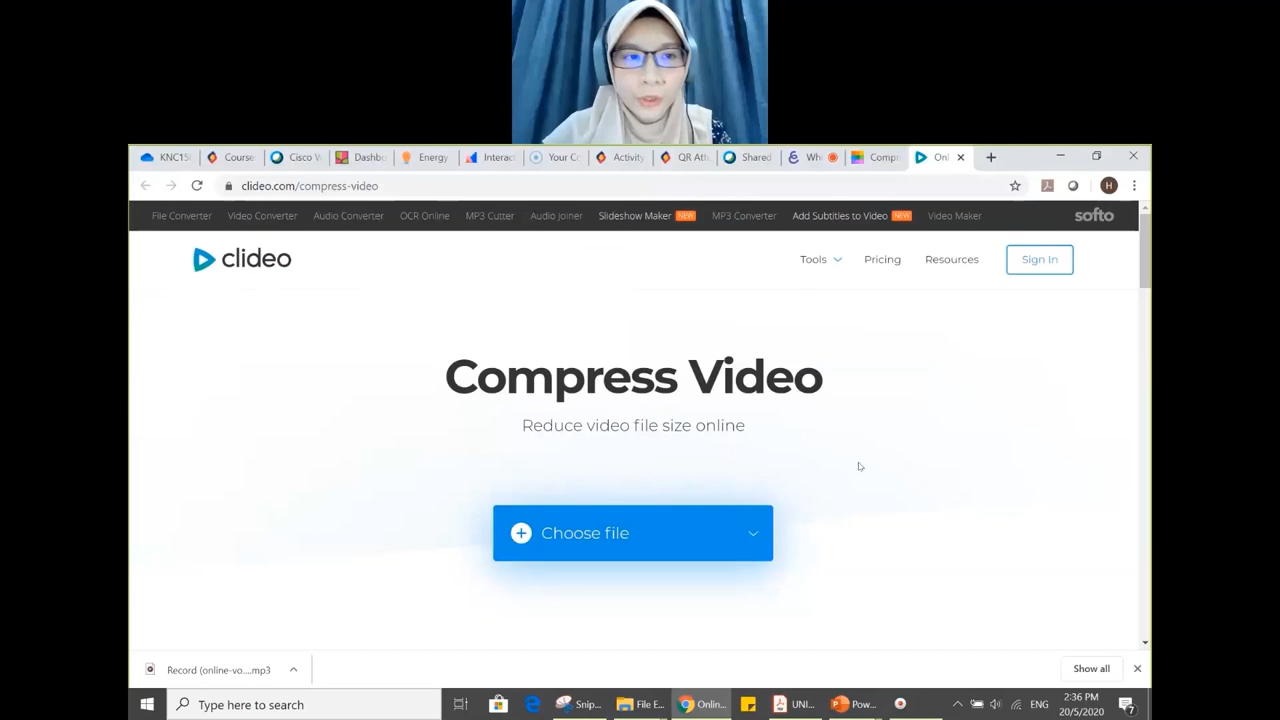 KNC15
Course
Cisco W
Dashbo
Energy
Interact
Your Co
Activity
QR Att
Shared
Whi
Compr
Onl
clideo.com/compress-video
H
File Converter Video Converter Audio Converter OCR Online MP3 Cutter Audio Joiner Slideshow Maker NEW MP3 Converter Add Subtitles to Video NEW Video Maker softo
clideo
Tools Pricing Resources Sign In
Compress Video
Reduce video file size online
Choose file
Record (online-vo....mp3
Show all
Type here to search
Snip...
File E...
Onlin...
UNI...
Pow...
ENG
2:36 PM
20/5/2020
7